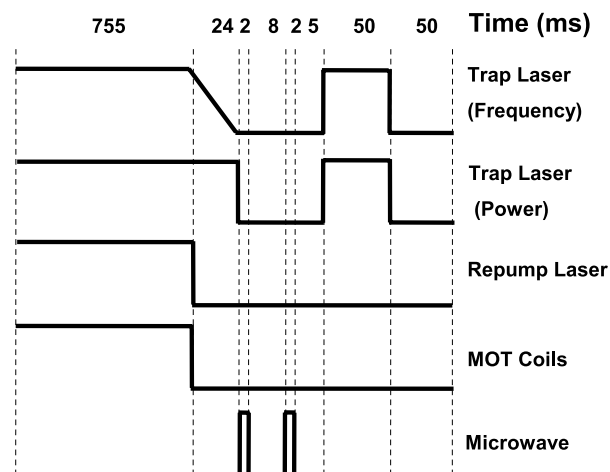 755 24 2 8 2 5 50 50 Time (ms)
Trap Laser
(Frequency)
Trap Laser
(Power)
Repump Laser
MOT Coils
Microwave